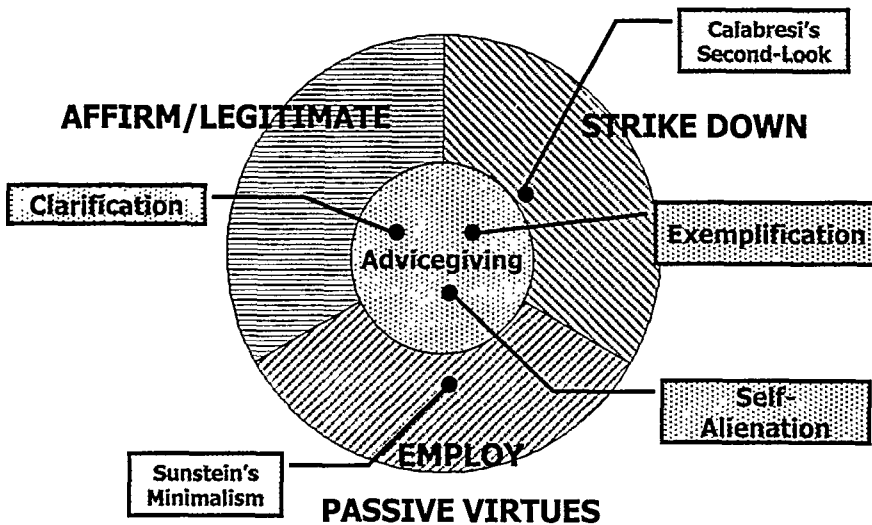 Calabresi's
Second-Look
AFFIRM/LEGITIMATE
STRIKE DOWN
Clarification
Exemplification
Advicegiving
Self-
Alienation
EMPLOY
Sunstein's
Minimalism
PASSIVE VIRTUES